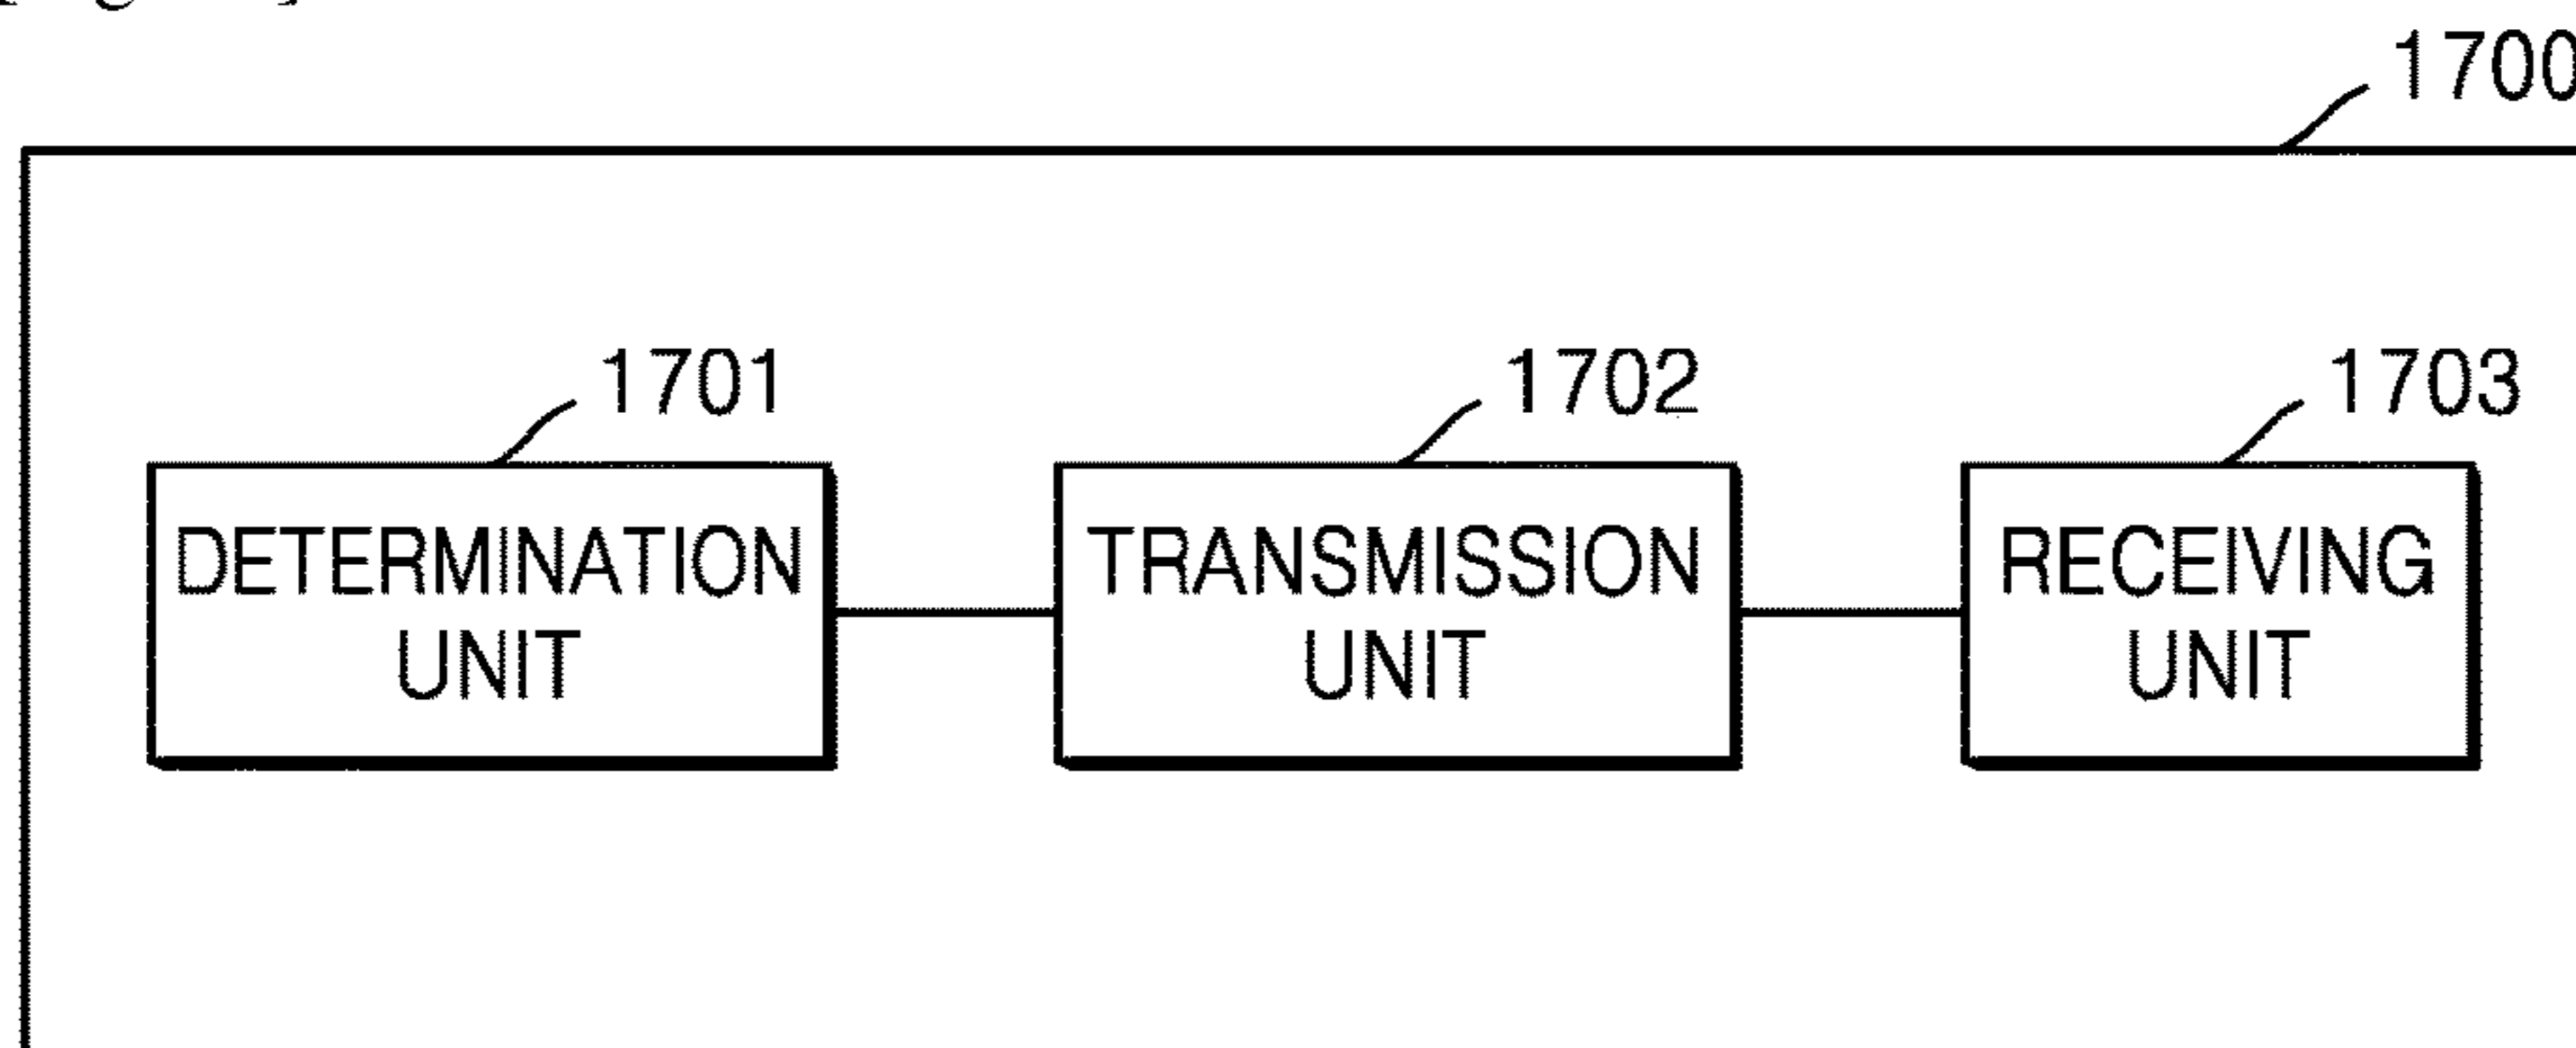 1700
1701
1702
1703
DETERMINATION
UNIT
TRANSMISSION
UNIT
RECEIVING
UNIT